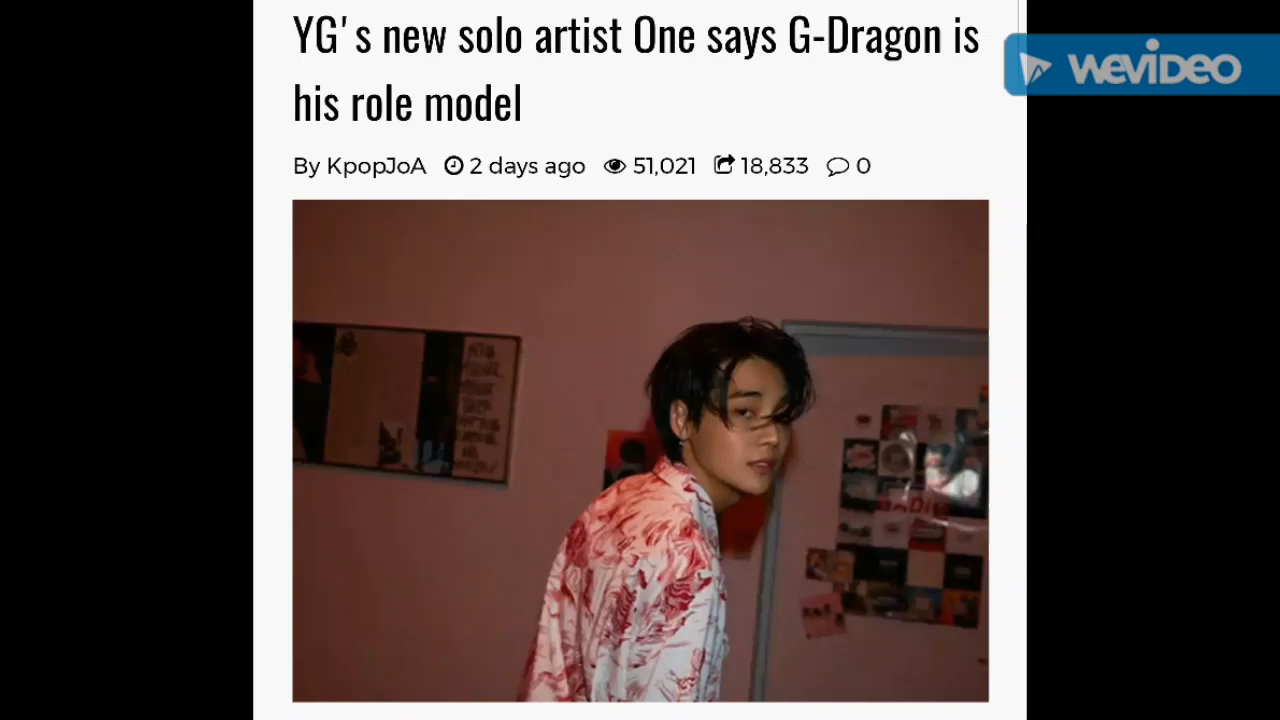 YG's new solo artist One says G-Dragon is
his role model
WEVIDEO
By KpopJoA 2 days ago 51,021 18,833 0